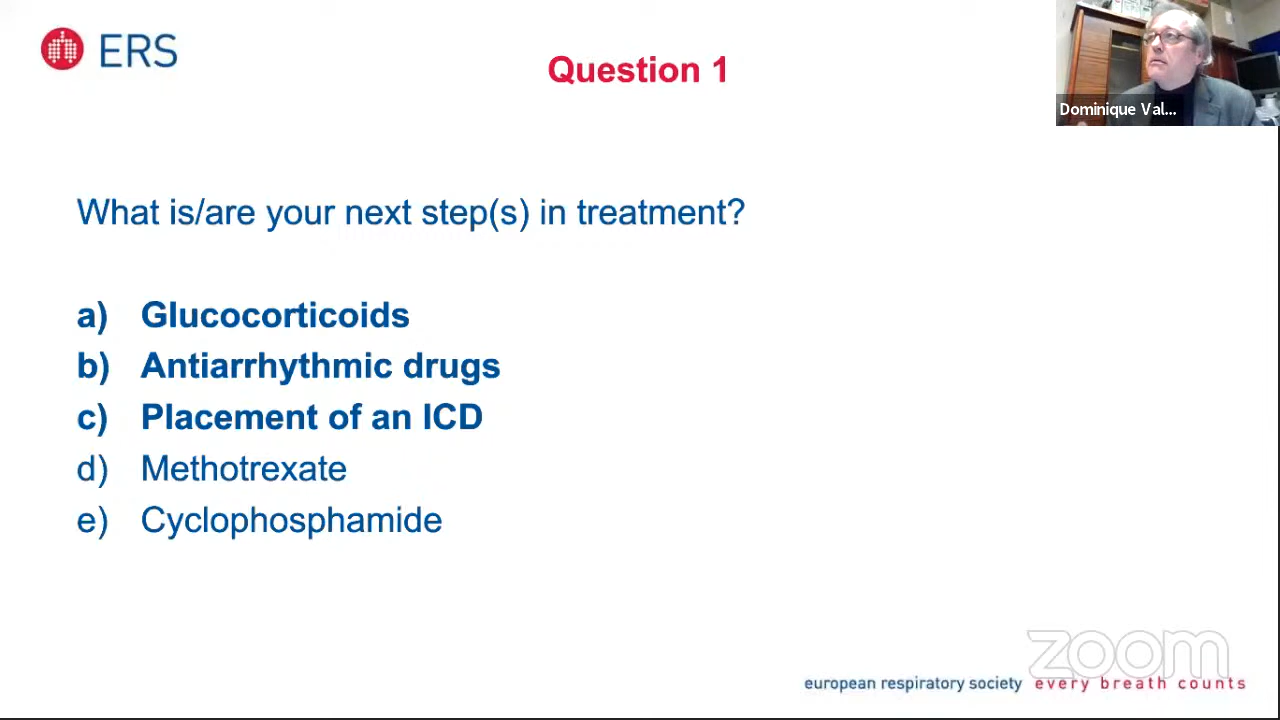 ERS
Question 1
Dominique Val...
What is/are your next step(s) in treatment?
a) Glucocorticoids
b) Antiarrhythmic drugs
c) Placement of an ICD
d) Methotrexate
e) Cyclophosphamide
zoom
european respiratory society every breath counts